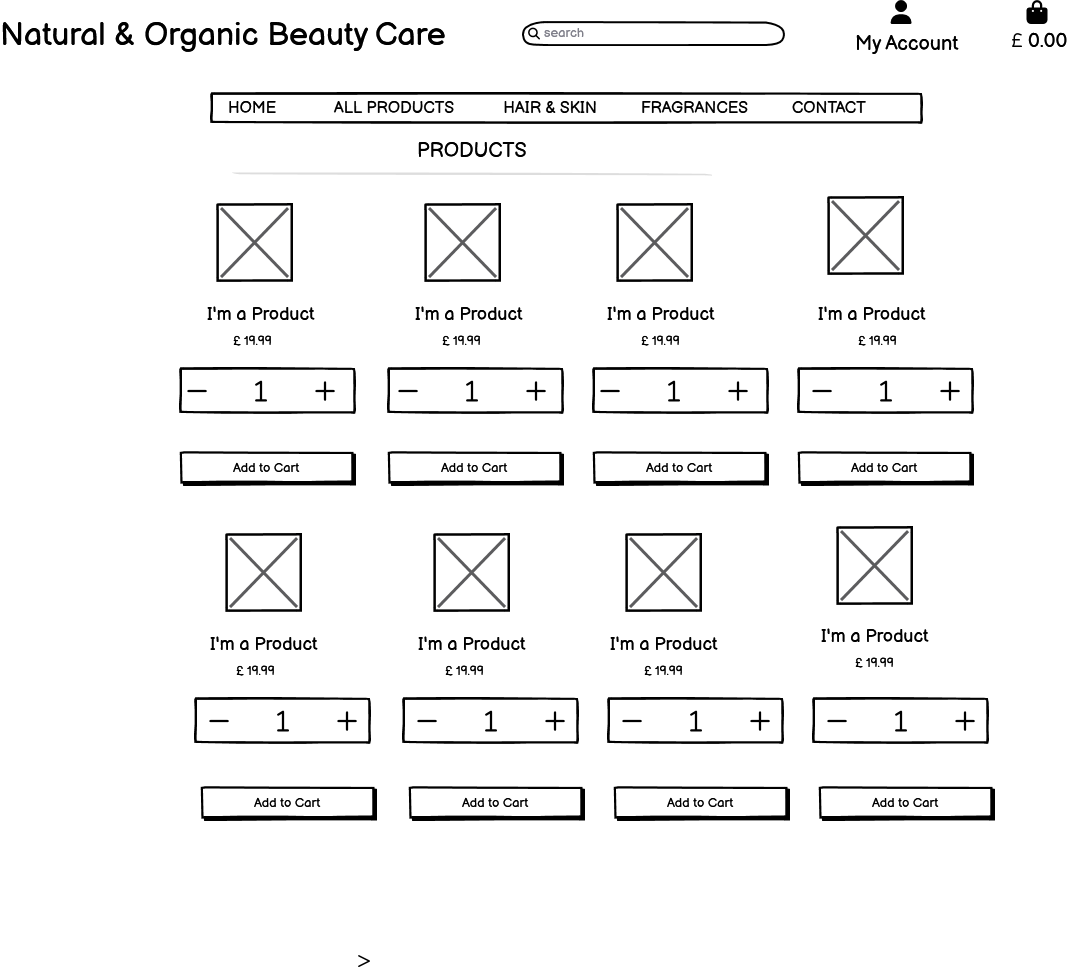 Natural & Organic Beauty Care
search
My Account
£ 0.00
HOME ALL PRODUCTS HAIR & SKIN FRAGRANCES CONTACT
PRODUCTS
I'm a Product I'm a Product I'm a Product I'm a Product
£ 19.99 £ 19.99 £ 19.99 £ 19.99
− 1 + − 1 + − 1 + − 1 +
Add to Cart Add to Cart Add to Cart Add to Cart
I'm a Product I'm a Product I'm a Product I'm a Product
£ 19.99 £ 19.99 £ 19.99 £ 19.99
− 1 + − 1 + − 1 + − 1 +
Add to Cart Add to Cart Add to Cart Add to Cart
>